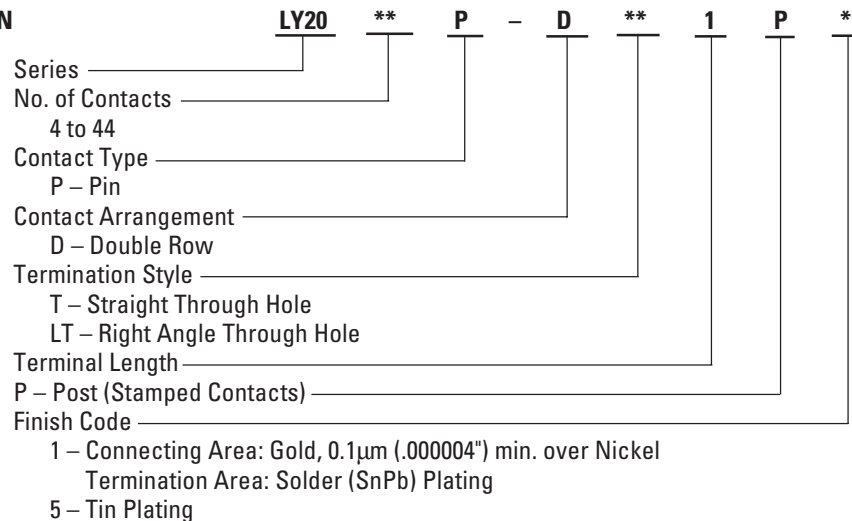 N LY20 ** P – D ** 1 P *
Series
No. of Contacts
4 to 44
Contact Type
P – Pin
Contact Arrangement
D – Double Row
Termination Style
T – Straight Through Hole
LT – Right Angle Through Hole
Terminal Length
P – Post (Stamped Contacts)
Finish Code
1 – Connecting Area: Gold, 0.1µm (.000004") min. over Nickel
Termination Area: Solder (SnPb) Plating
5 – Tin Plating